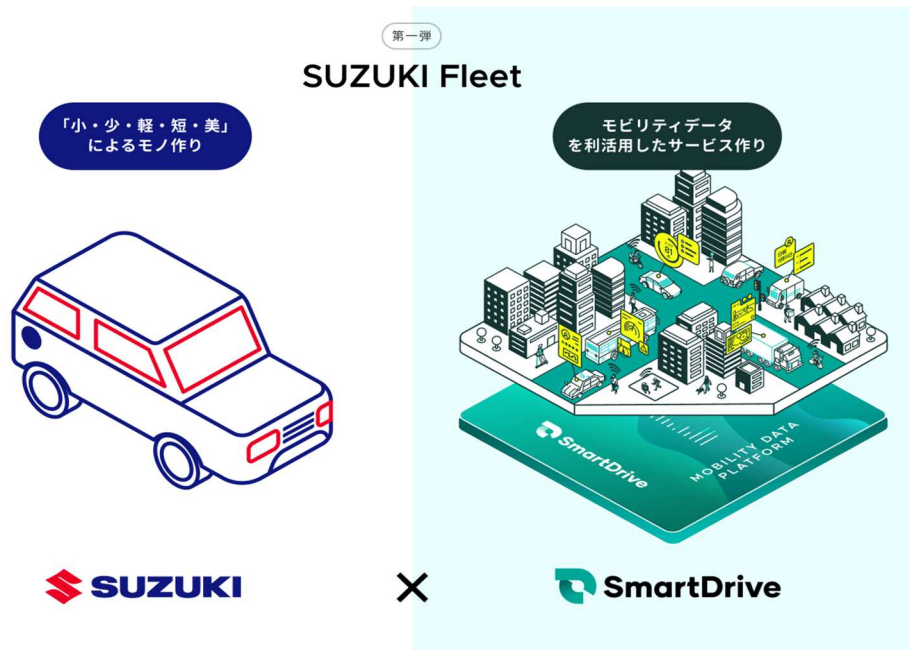 第一弾
SUZUKI Fleet
「小・少・軽・短・美」
によるモノ作り
モビリティデータ
を利活用したサービス作り
SmartDrive
MOBILITY DATA
PLATFORM
SUZUKI
×
SmartDrive